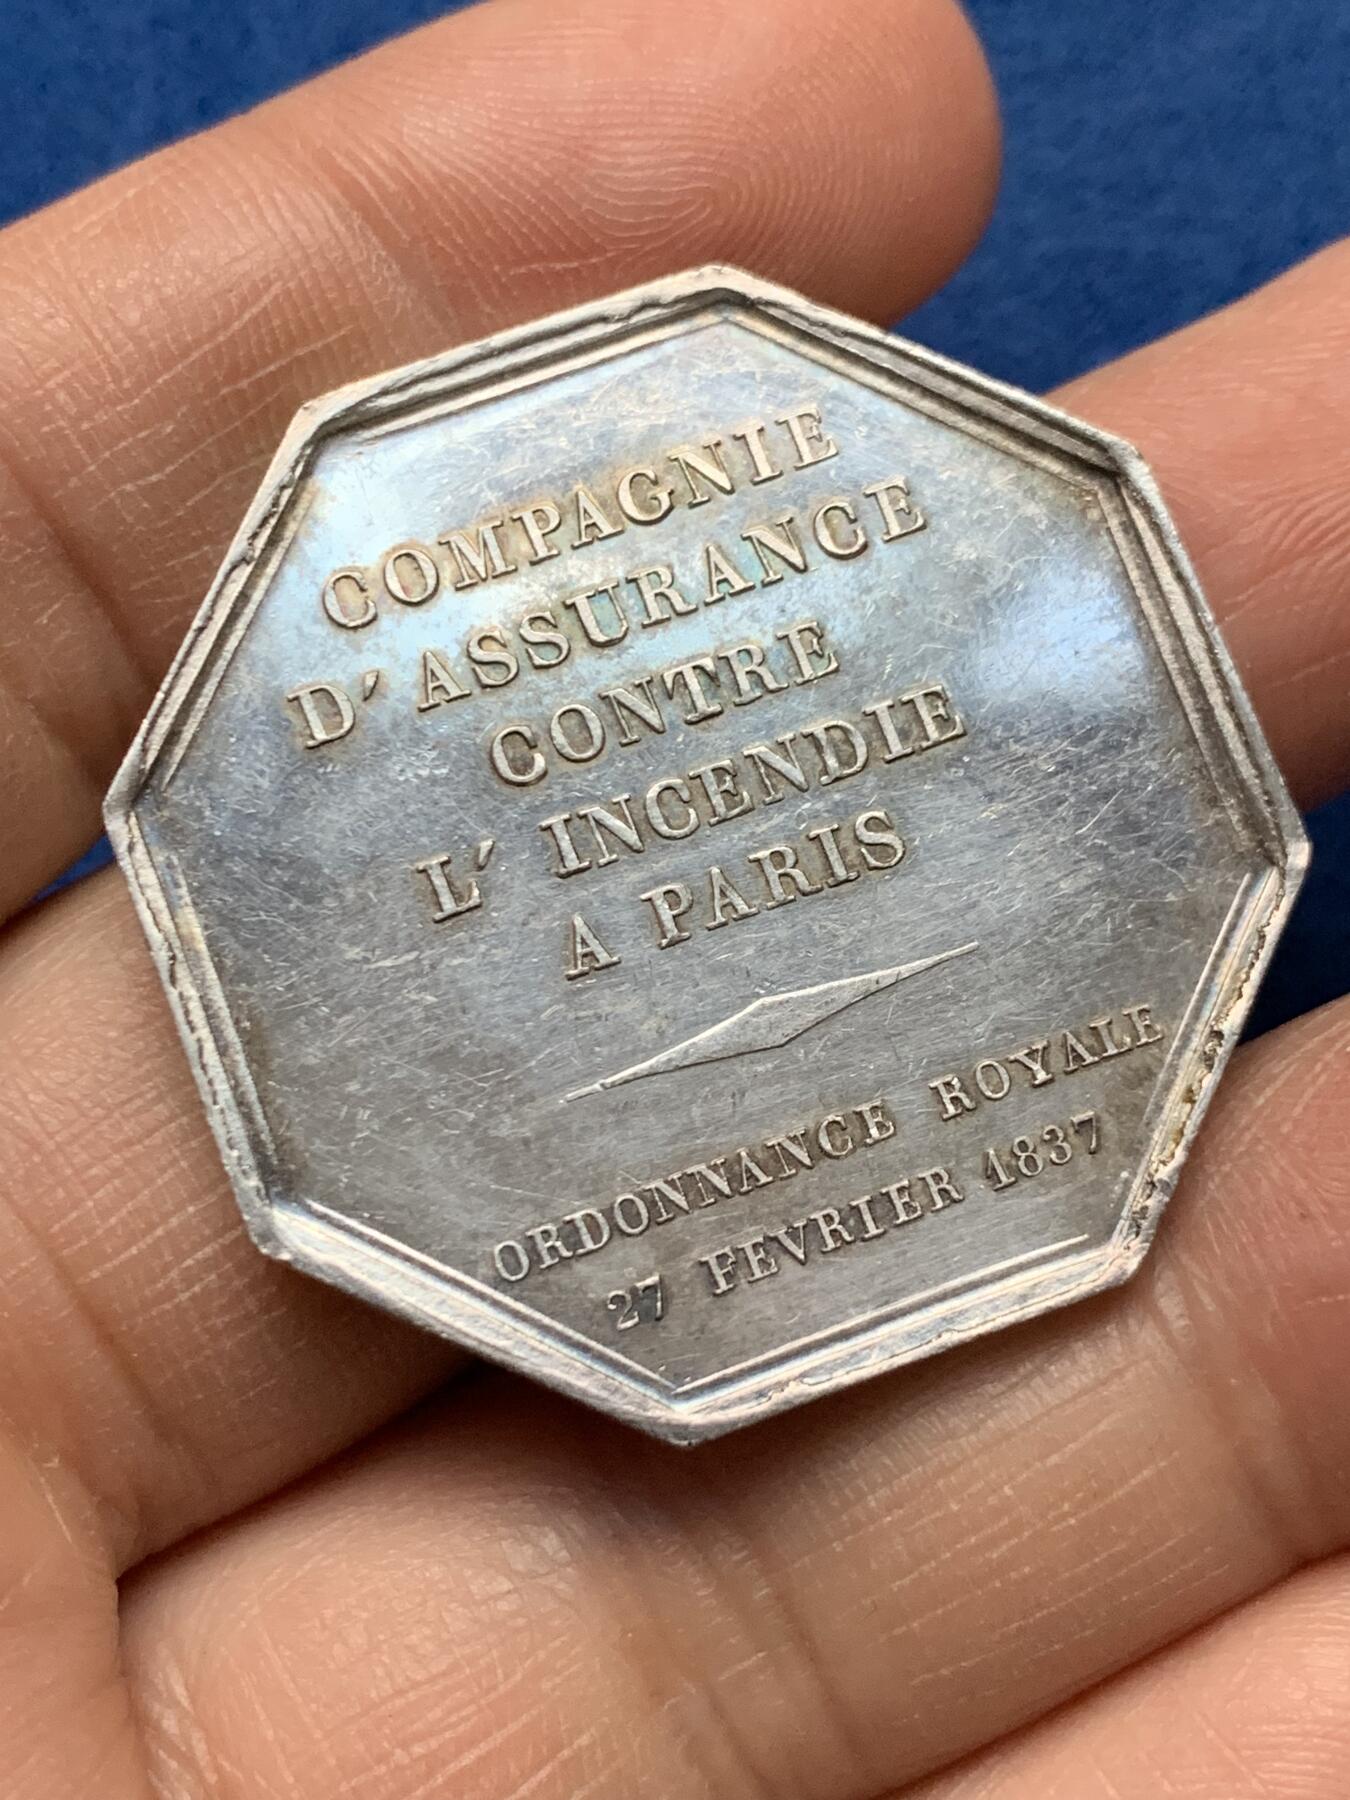 COMPAGNIE
D'ASSURANCE
CONTRE
L'INCENDIE
A PARIS
ORDONNANCE ROYALE
27 FEVRIER 1837